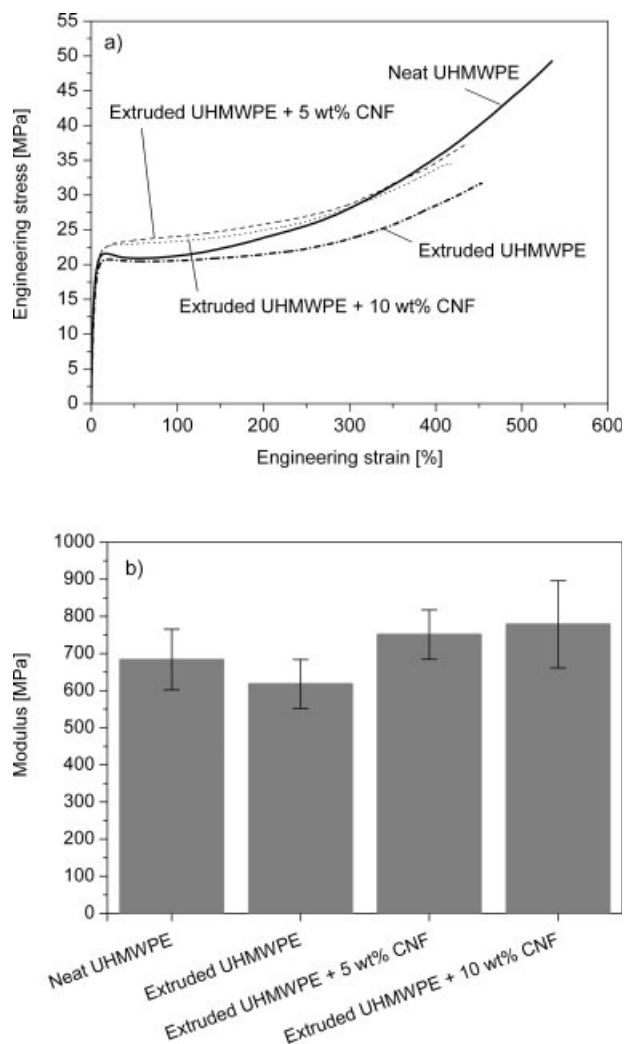 a)
Engineering stress [MPa]
55
50
45
40
35
30
25
20
15
10
5
0
Neat UHMWPE
Extruded UHMWPE + 5 wt% CNF
Extruded UHMWPE
Extruded UHMWPE + 10 wt% CNF
0 100 200 300 400 500 600
Engineering strain [%]
b)
Modulus [MPa]
1000
900
800
700
600
500
400
300
200
100
0
Neat UHMWPE
Extruded UHMWPE
Extruded UHMWPE + 5 wt% CNF
Extruded UHMWPE + 10 wt% CNF